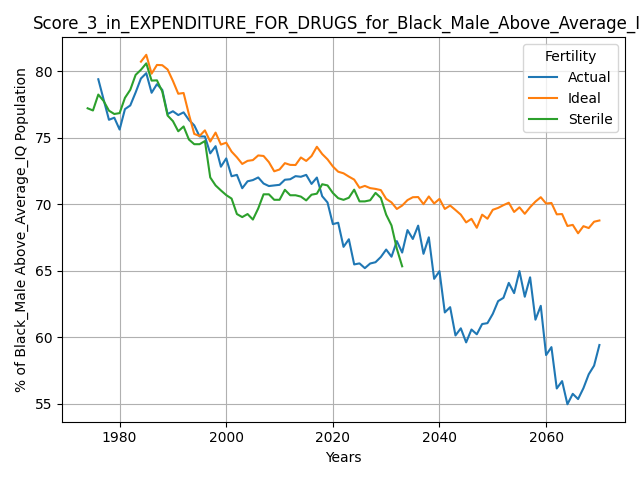 Score_3_in_EXPENDITURE_FOR_DRUGS_for_Black_Male_Above_Average_I
Fertility
Actual
Ideal
Sterile
% of Black_Male Above_Average_IQ Population
80
75
70
65
60
55
1980
2000
2020
2040
2060
Years